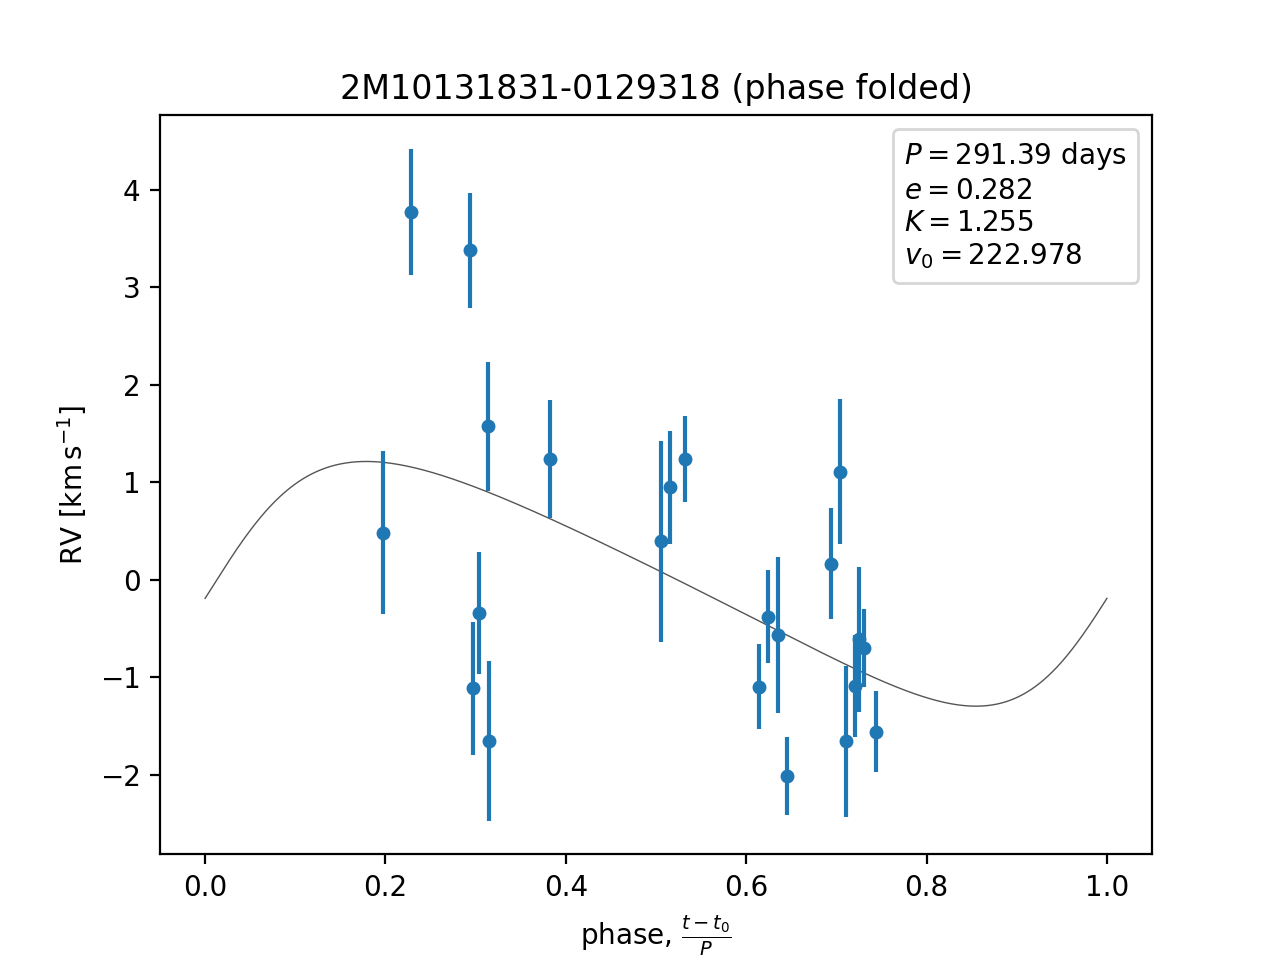 2M10131831-0129318 (phase folded)
P = 291.39 days
e = 0.282
K = 1.255
v₀ = 222.978
4
3
2
1
0
−1
−2
RV [km s⁻¹]
0.0 0.2 0.4 0.6 0.8 1.0
phase, (t − t₀)/P